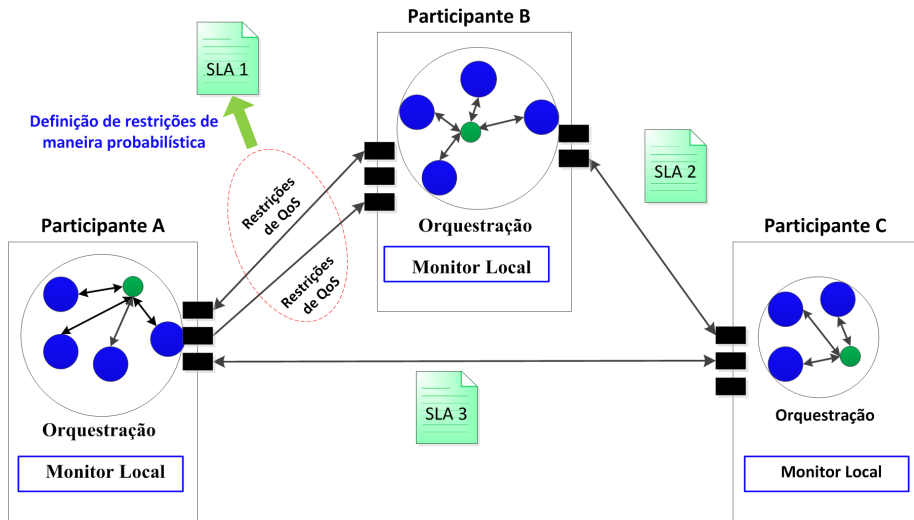 Participante B
SLA 1
Definição de restrições de
maneira probabilística
SLA 2
Restrições
de QoS
Participante A
Orquestração
Participante C
Monitor Local
Restrições
de QoS
SLA 3
Orquestração
Orquestração
Monitor Local
Monitor Local